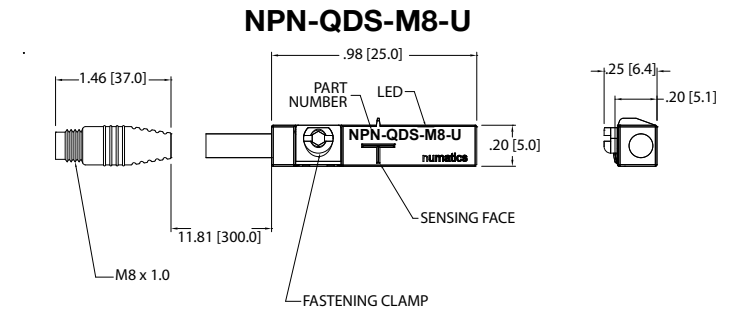 NPN-QDS-M8-U
.98 [25.0]
1.46 [37.0]
PART
NUMBER
LED
.25 [6.4]
.20 [5.1]
NPN-QDS-M8-U
numatics
.20 [5.0]
SENSING FACE
11.81 [300.0]
M8 x 1.0
FASTENING CLAMP